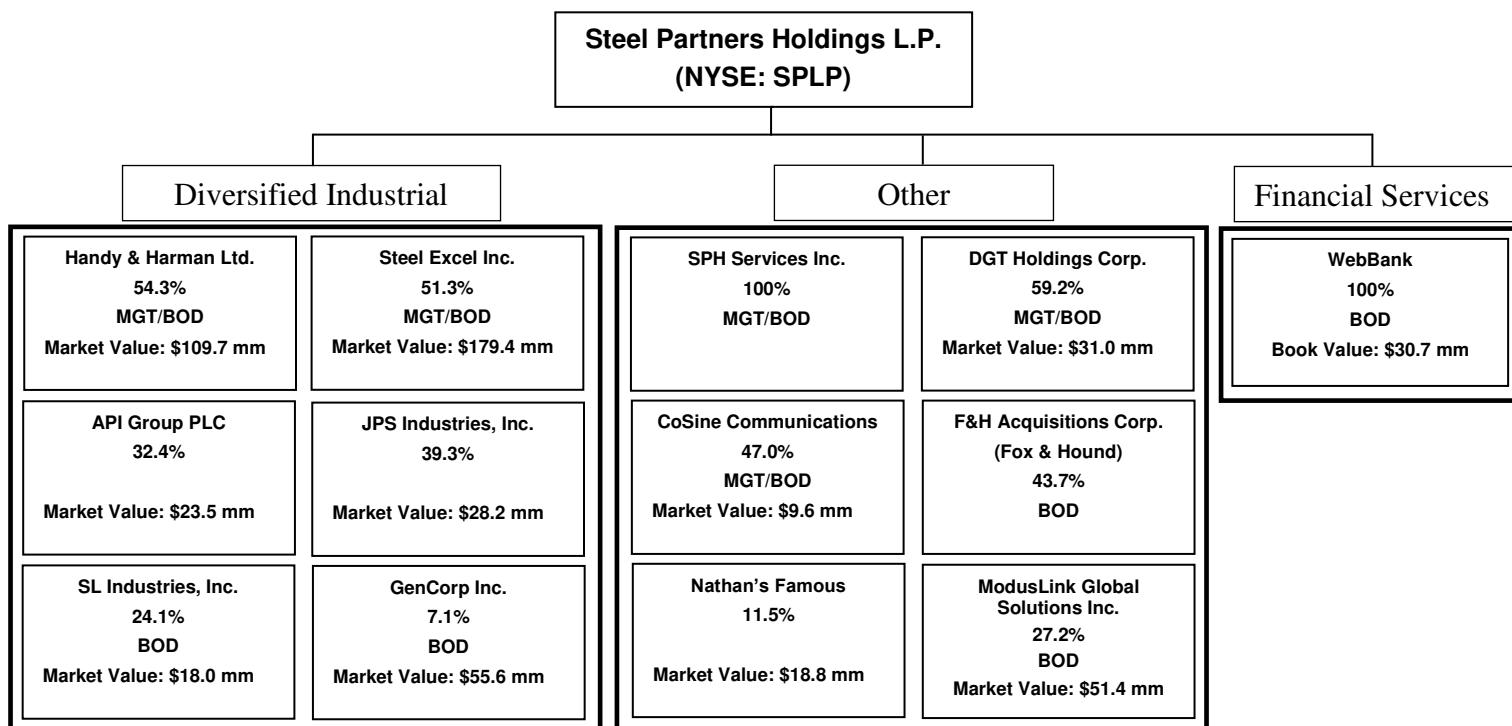 Steel Partners Holdings L.P.
(NYSE: SPLP)
Diversified Industrial
Handy & Harman Ltd.
54.3%
MGT/BOD
Market Value: $109.7 mm
Steel Excel Inc.
51.3%
MGT/BOD
Market Value: $179.4 mm
API Group PLC
32.4%
Market Value: $23.5 mm
JPS Industries, Inc.
39.3%
Market Value: $28.2 mm
SL Industries, Inc.
24.1%
BOD
Market Value: $18.0 mm
GenCorp Inc.
7.1%
BOD
Market Value: $55.6 mm
Other
SPH Services Inc.
100%
MGT/BOD
DGT Holdings Corp.
59.2%
MGT/BOD
Market Value: $31.0 mm
CoSine Communications
47.0%
MGT/BOD
Market Value: $9.6 mm
F&H Acquisitions Corp.
(Fox & Hound)
43.7%
BOD
Nathan’s Famous
11.5%
Market Value: $18.8 mm
ModusLink Global
Solutions Inc.
27.2%
BOD
Market Value: $51.4 mm
Financial Services
WebBank
100%
BOD
Book Value: $30.7 mm